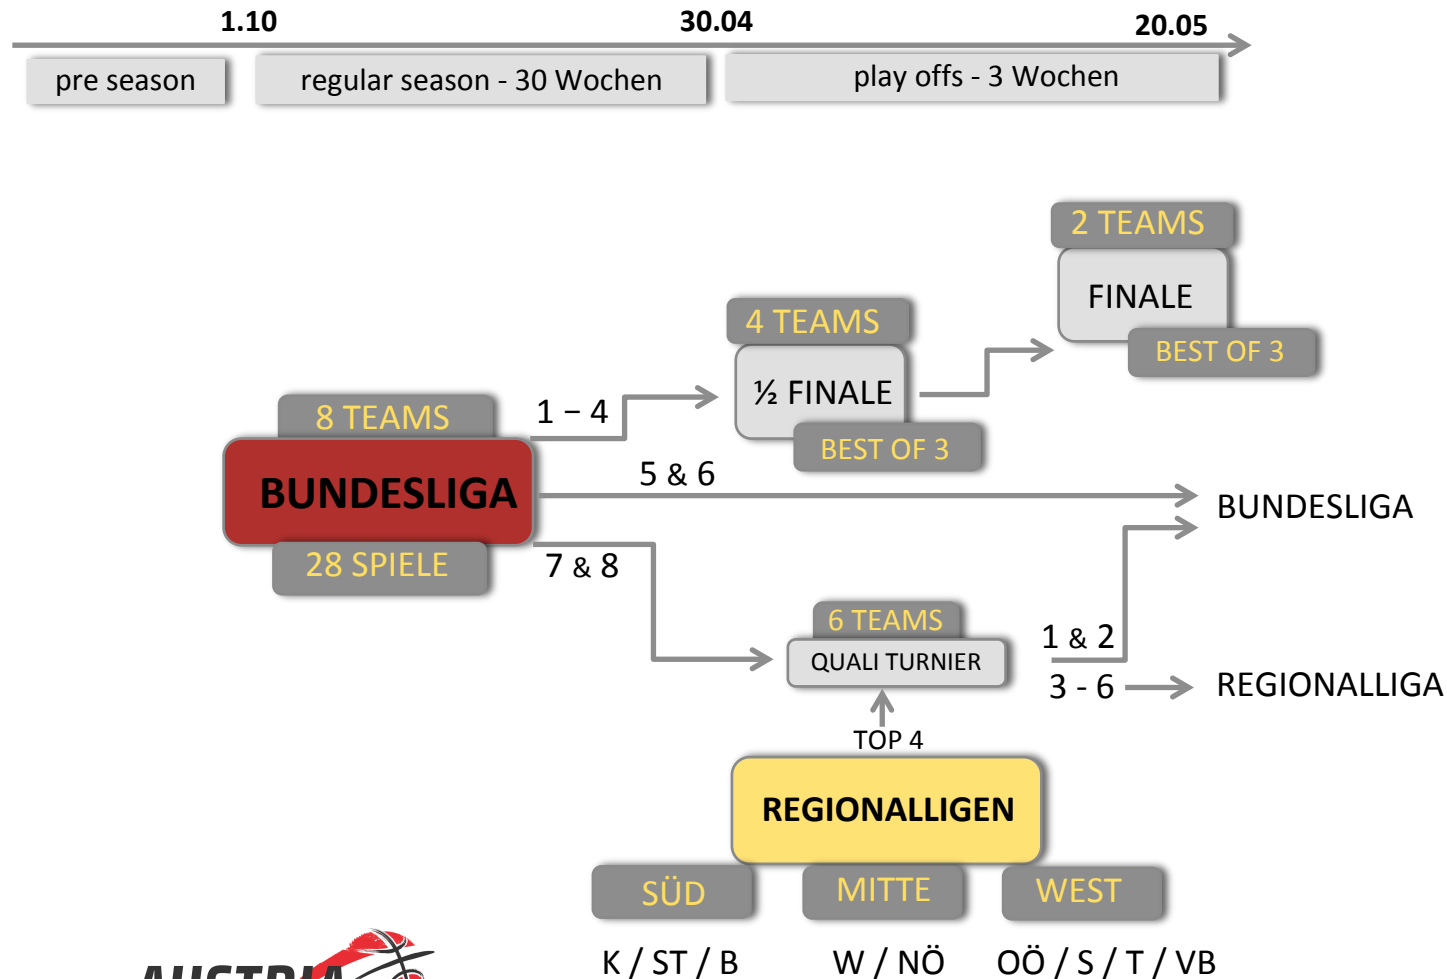 1.10 30.04 20.05
pre season regular season - 30 Wochen play offs - 3 Wochen
2 TEAMS
FINALE
BEST OF 3
4 TEAMS
½ FINALE
BEST OF 3
8 TEAMS
BUNDESLIGA
28 SPIELE
1 – 4
5 & 6
7 & 8
BUNDESLIGA
6 TEAMS
QUALI TURNIER
1 & 2
3 - 6
REGIONALLIGA
TOP 4
REGIONALLIGEN
SÜD MITTE WEST
K / ST / B W / NÖ OÖ / S / T / VB
AUSTRIA